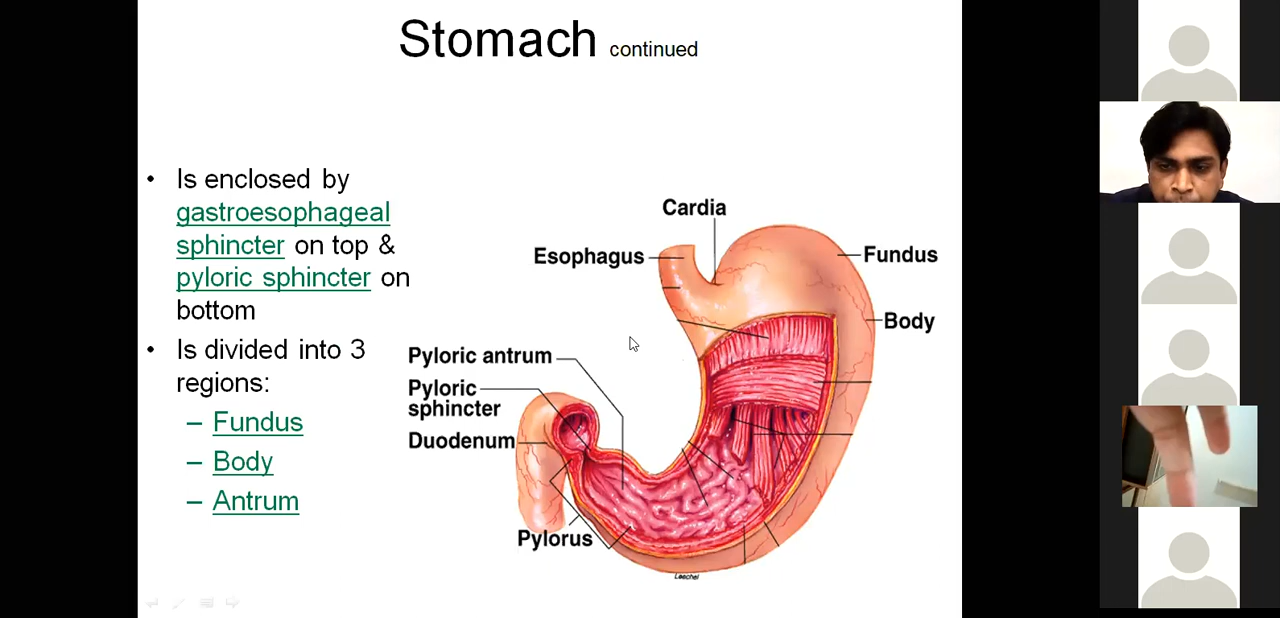 Stomach continued
• Is enclosed by
gastroesophageal
sphincter on top &
pyloric sphincter on
bottom
• Is divided into 3
regions:
– Fundus
– Body
– Antrum
Cardia
Esophagus
Fundus
Body
Pyloric antrum
Pyloric
sphincter
Duodenum
Pylorus